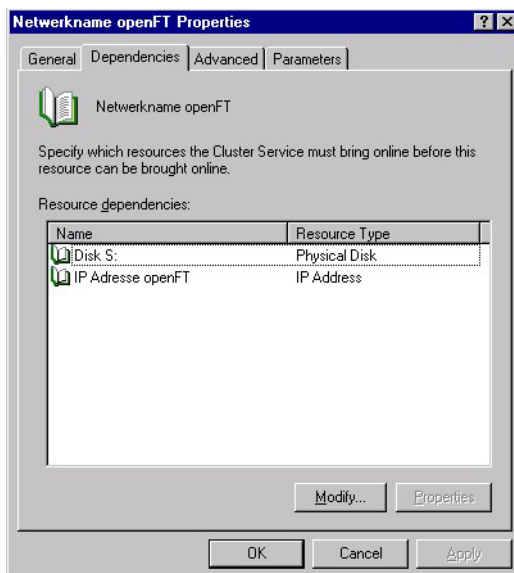 Netwerkname openFT Properties
General Dependencies Advanced Parameters
Netwerkname openFT
Specify which resources the Cluster Service must bring online before this
resource can be brought online.
Resource dependencies:
Name Resource Type
Disk S: Physical Disk
IP Adresse openFT IP Address
Modify... Properties
OK Cancel Apply